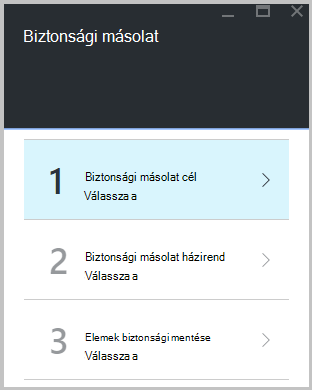 Biztonsági másolat
1
Biztonsági másolat cél
Válassza a
2
Biztonsági másolat házirend
Válassza a
3
Elemek biztonsági mentése
Válassza a